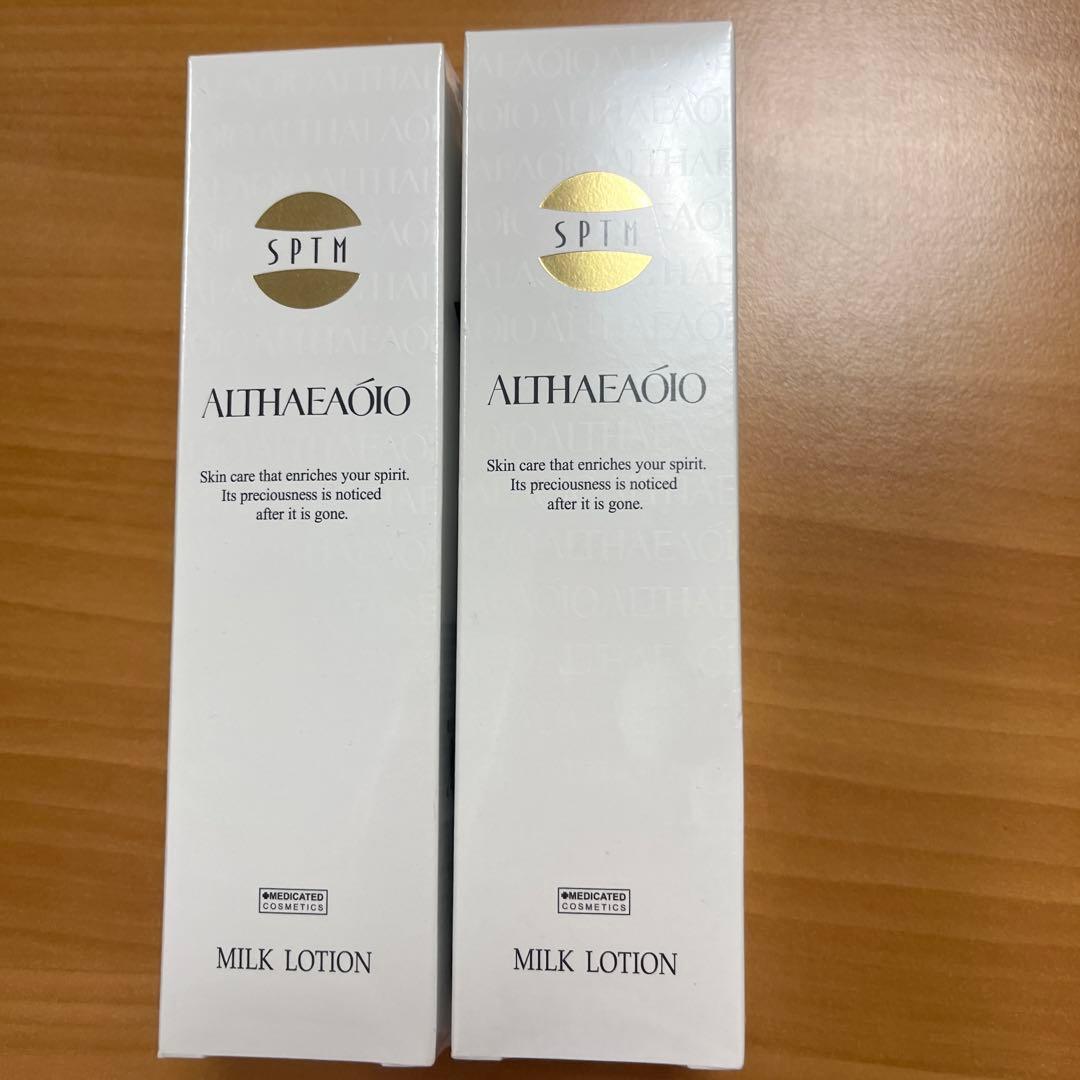 SPTM
ALTHAEAÓIO
Skin care that enriches your spirit.
Its preciousness is noticed
after it is gone.
MEDICATED
COSMETICS
MILK LOTION
SPTM
ALTHAEAÓIO
Skin care that enriches your spirit.
Its preciousness is noticed
after it is gone.
MEDICATED
COSMETICS
MILK LOTION